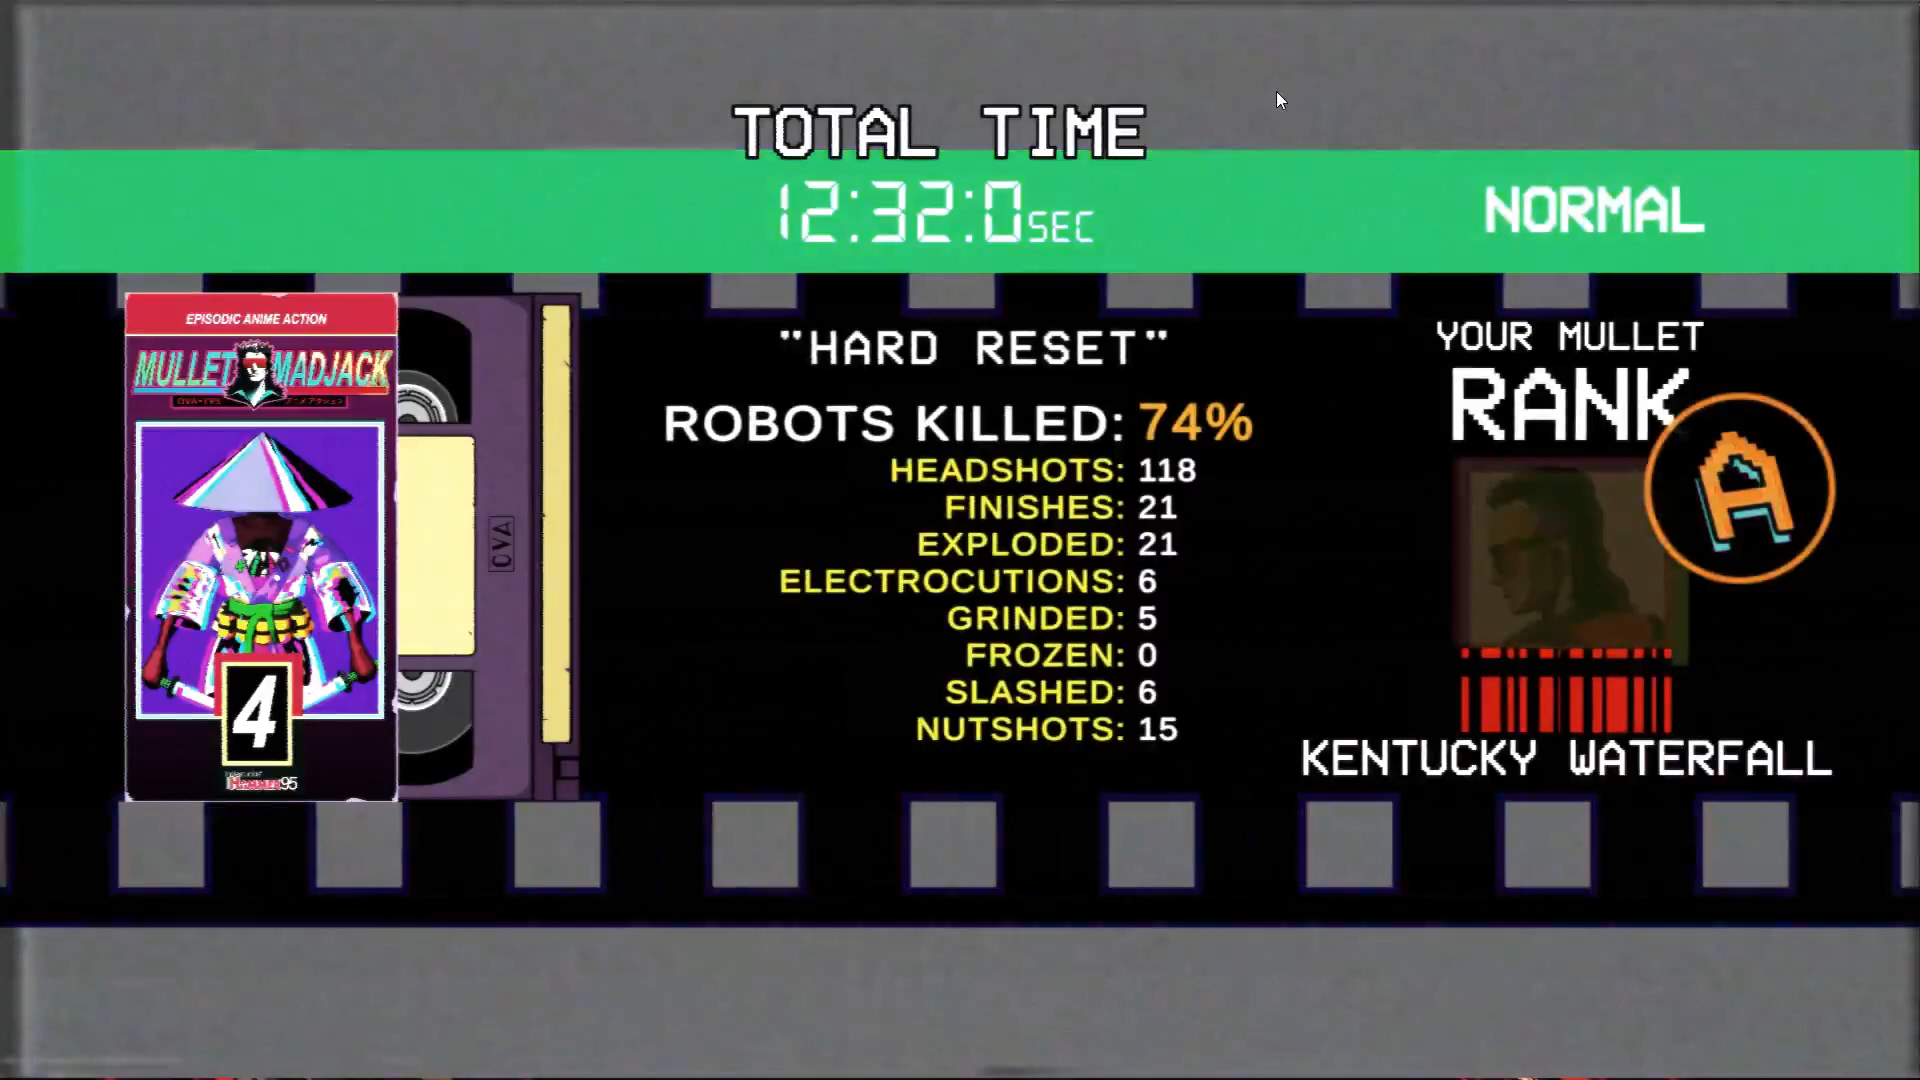 TOTAL TIME
12:32:0SEC
NORMAL
EPISODIC ANIME ACTION
MULLET MADJACK
4
HAMMER95
OVA
"HARD RESET"
ROBOTS KILLED: 74%
HEADSHOTS: 118
FINISHES: 21
EXPLODED: 21
ELECTROCUTIONS: 6
GRINDED: 5
FROZEN: 0
SLASHED: 6
NUTSHOTS: 15
YOUR MULLET
RANK
A
KENTUCKY WATERFALL